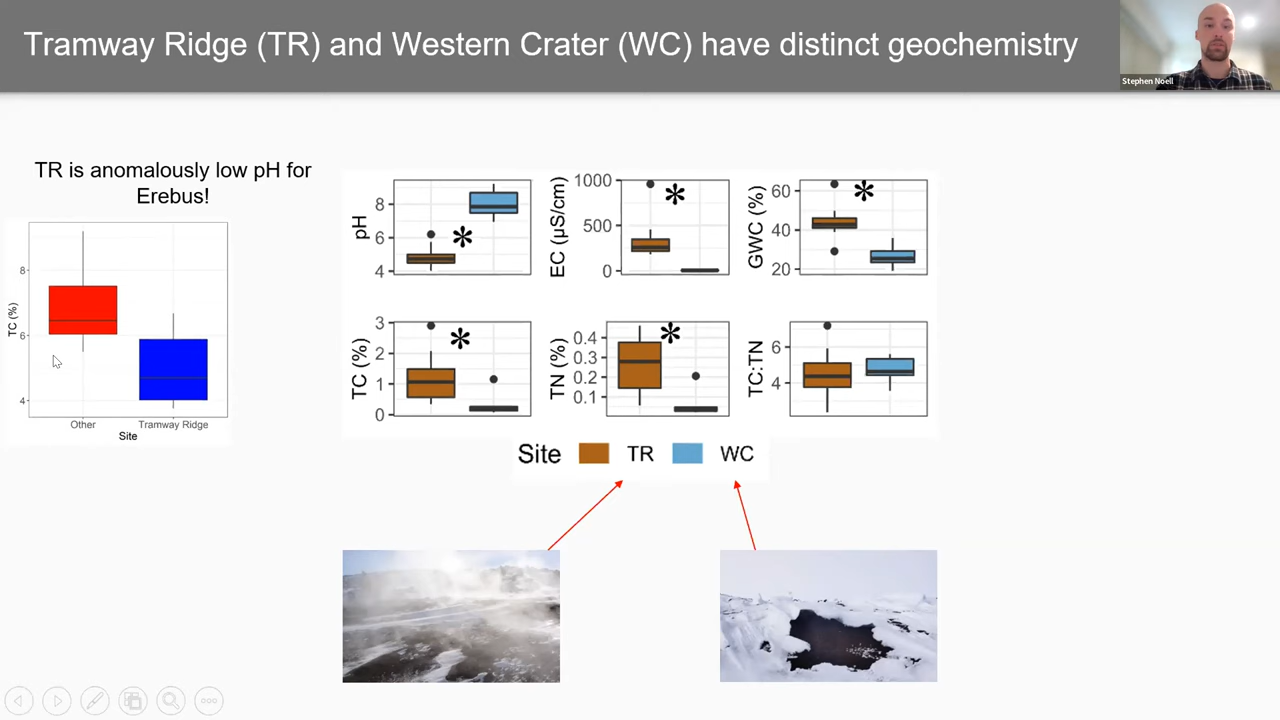 Tramway Ridge (TR) and Western Crater (WC) have distinct geochemistry
Stephen Noell
TR is anomalously low pH for
Erebus!
TC (%)
8
6
4
Other
Tramway Ridge
Site
pH
8
6
4
*
EC (µS/cm)
1000
500
0
*
GWC (%)
60
40
20
*
TC (%)
3
2
1
0
*
TN (%)
0.4
0.3
0.2
0.1
*
TC:TN
6
4
Site
TR
WC